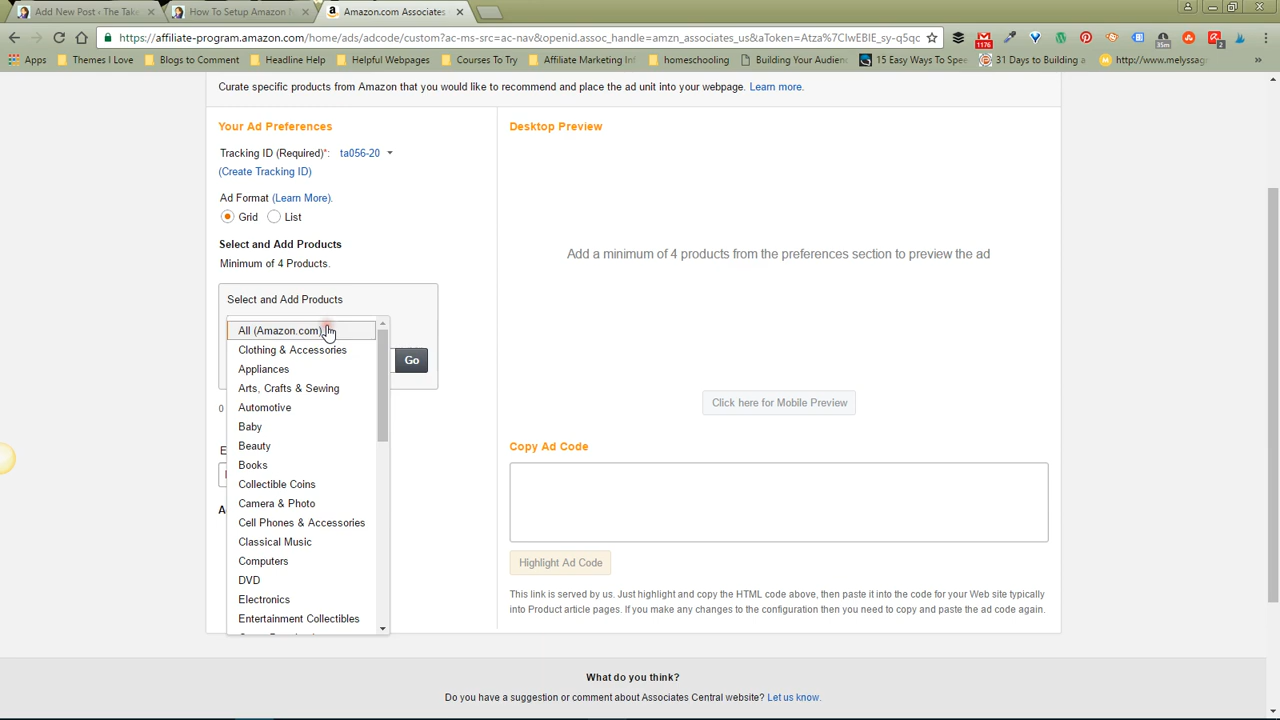 Add New Post ‹ The Take
How To Setup Amazon N
Amazon.com Associates
https://affiliate-program.amazon.com/home/ads/adcode/custom?ac-ms-src=ac-nav&openid.assoc_handle=amzn_associates_us&aToken=Atza%7CIwEBIE_sy-q5qc
1176
35m
2
Apps
Themes I Love
Blogs to Comment
Headline Help
Helpful Webpages
Courses To Try
Affiliate Marketing Inf
homeschooling
Building Your Audienc
15 Easy Ways To Spee
31 Days to Building a
http://www.melyssag
»
Curate specific products from Amazon that you would like to recommend and place the ad unit into your webpage. Learn more.
Your Ad Preferences
Tracking ID (Required)*: ta056-20
(Create Tracking ID)
Ad Format (Learn More).
Grid List
Select and Add Products
Minimum of 4 Products.
Select and Add Products
All (Amazon.com)
Clothing & Accessories
Appliances
Go
Arts, Crafts & Sewing
Automotive
0
Baby
Beauty
E
Books
Collectible Coins
Camera & Photo
Cell Phones & Accessories
Classical Music
Computers
DVD
Electronics
Entertainment Collectibles
Desktop Preview
Add a minimum of 4 products from the preferences section to preview the ad
Click here for Mobile Preview
Copy Ad Code
Highlight Ad Code
This link is served by us. Just highlight and copy the HTML code above, then paste it into the code for your Web site typically
into Product article pages. If you make any changes to the configuration then you need to copy and paste the ad code again.
What do you think?
Do you have a suggestion or comment about Associates Central website? Let us know.